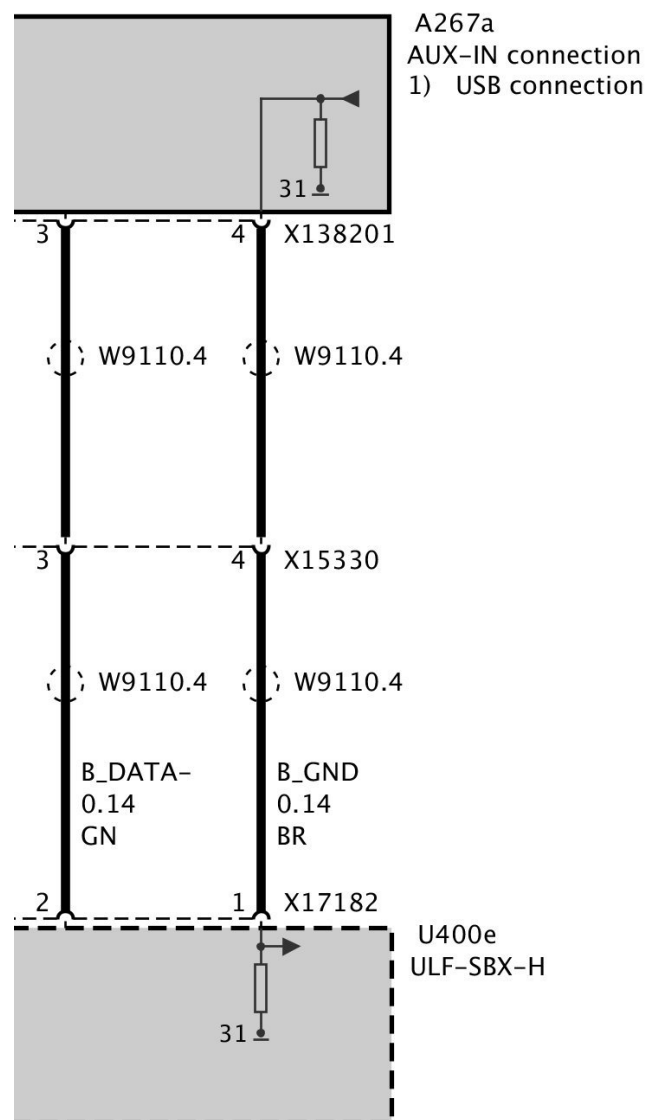 A267a
AUX-IN connection
1) USB connection
31
3 4 X138201
W9110.4 W9110.4
3 4 X15330
W9110.4 W9110.4
B_DATA- B_GND
0.14 0.14
GN BR
2 1 X17182
U400e
ULF-SBX-H
31